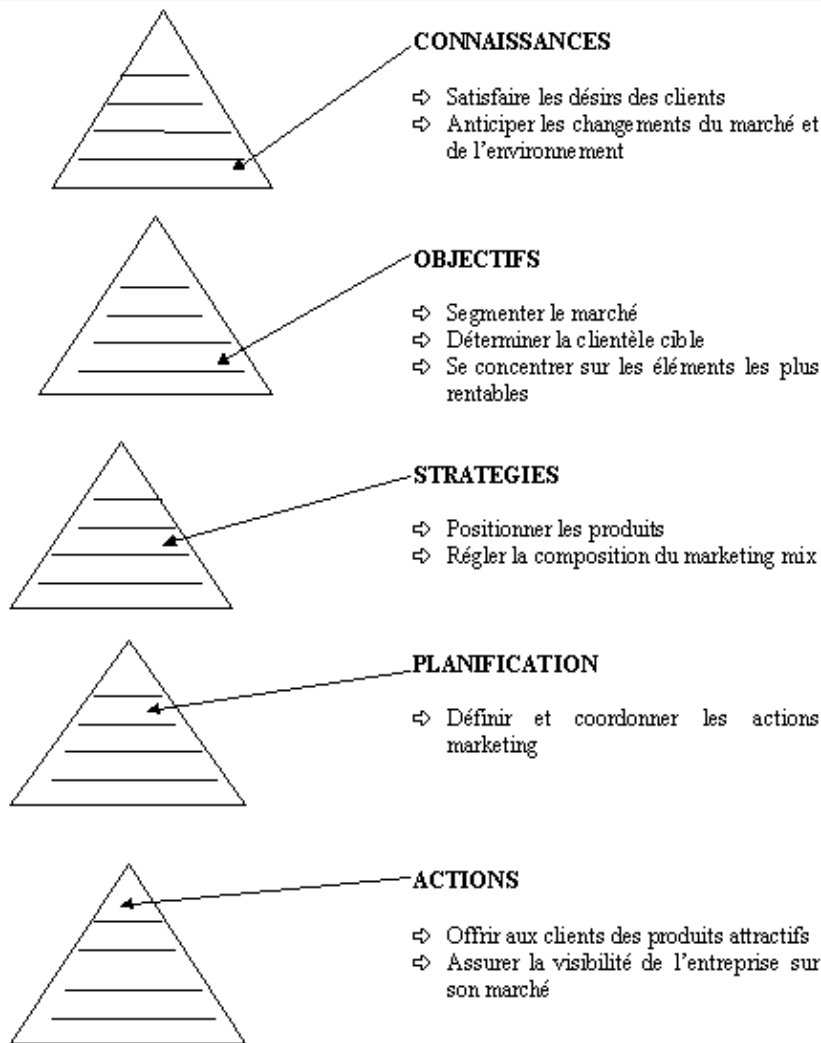 CONNAISSANCES
⇨ Satisfaire les désirs des clients
⇨ Anticiper les changements du marché et
de l'environnement
OBJECTIFS
⇨ Segmenter le marché
⇨ Déterminer la clientèle cible
⇨ Se concentrer sur les éléments les plus
rentables
STRATEGIES
⇨ Positionner les produits
⇨ Régler la composition du marketing mix
PLANIFICATION
⇨ Définir et coordonner les actions
marketing
ACTIONS
⇨ Offrir aux clients des produits attractifs
⇨ Assurer la visibilité de l'entreprise sur
son marché